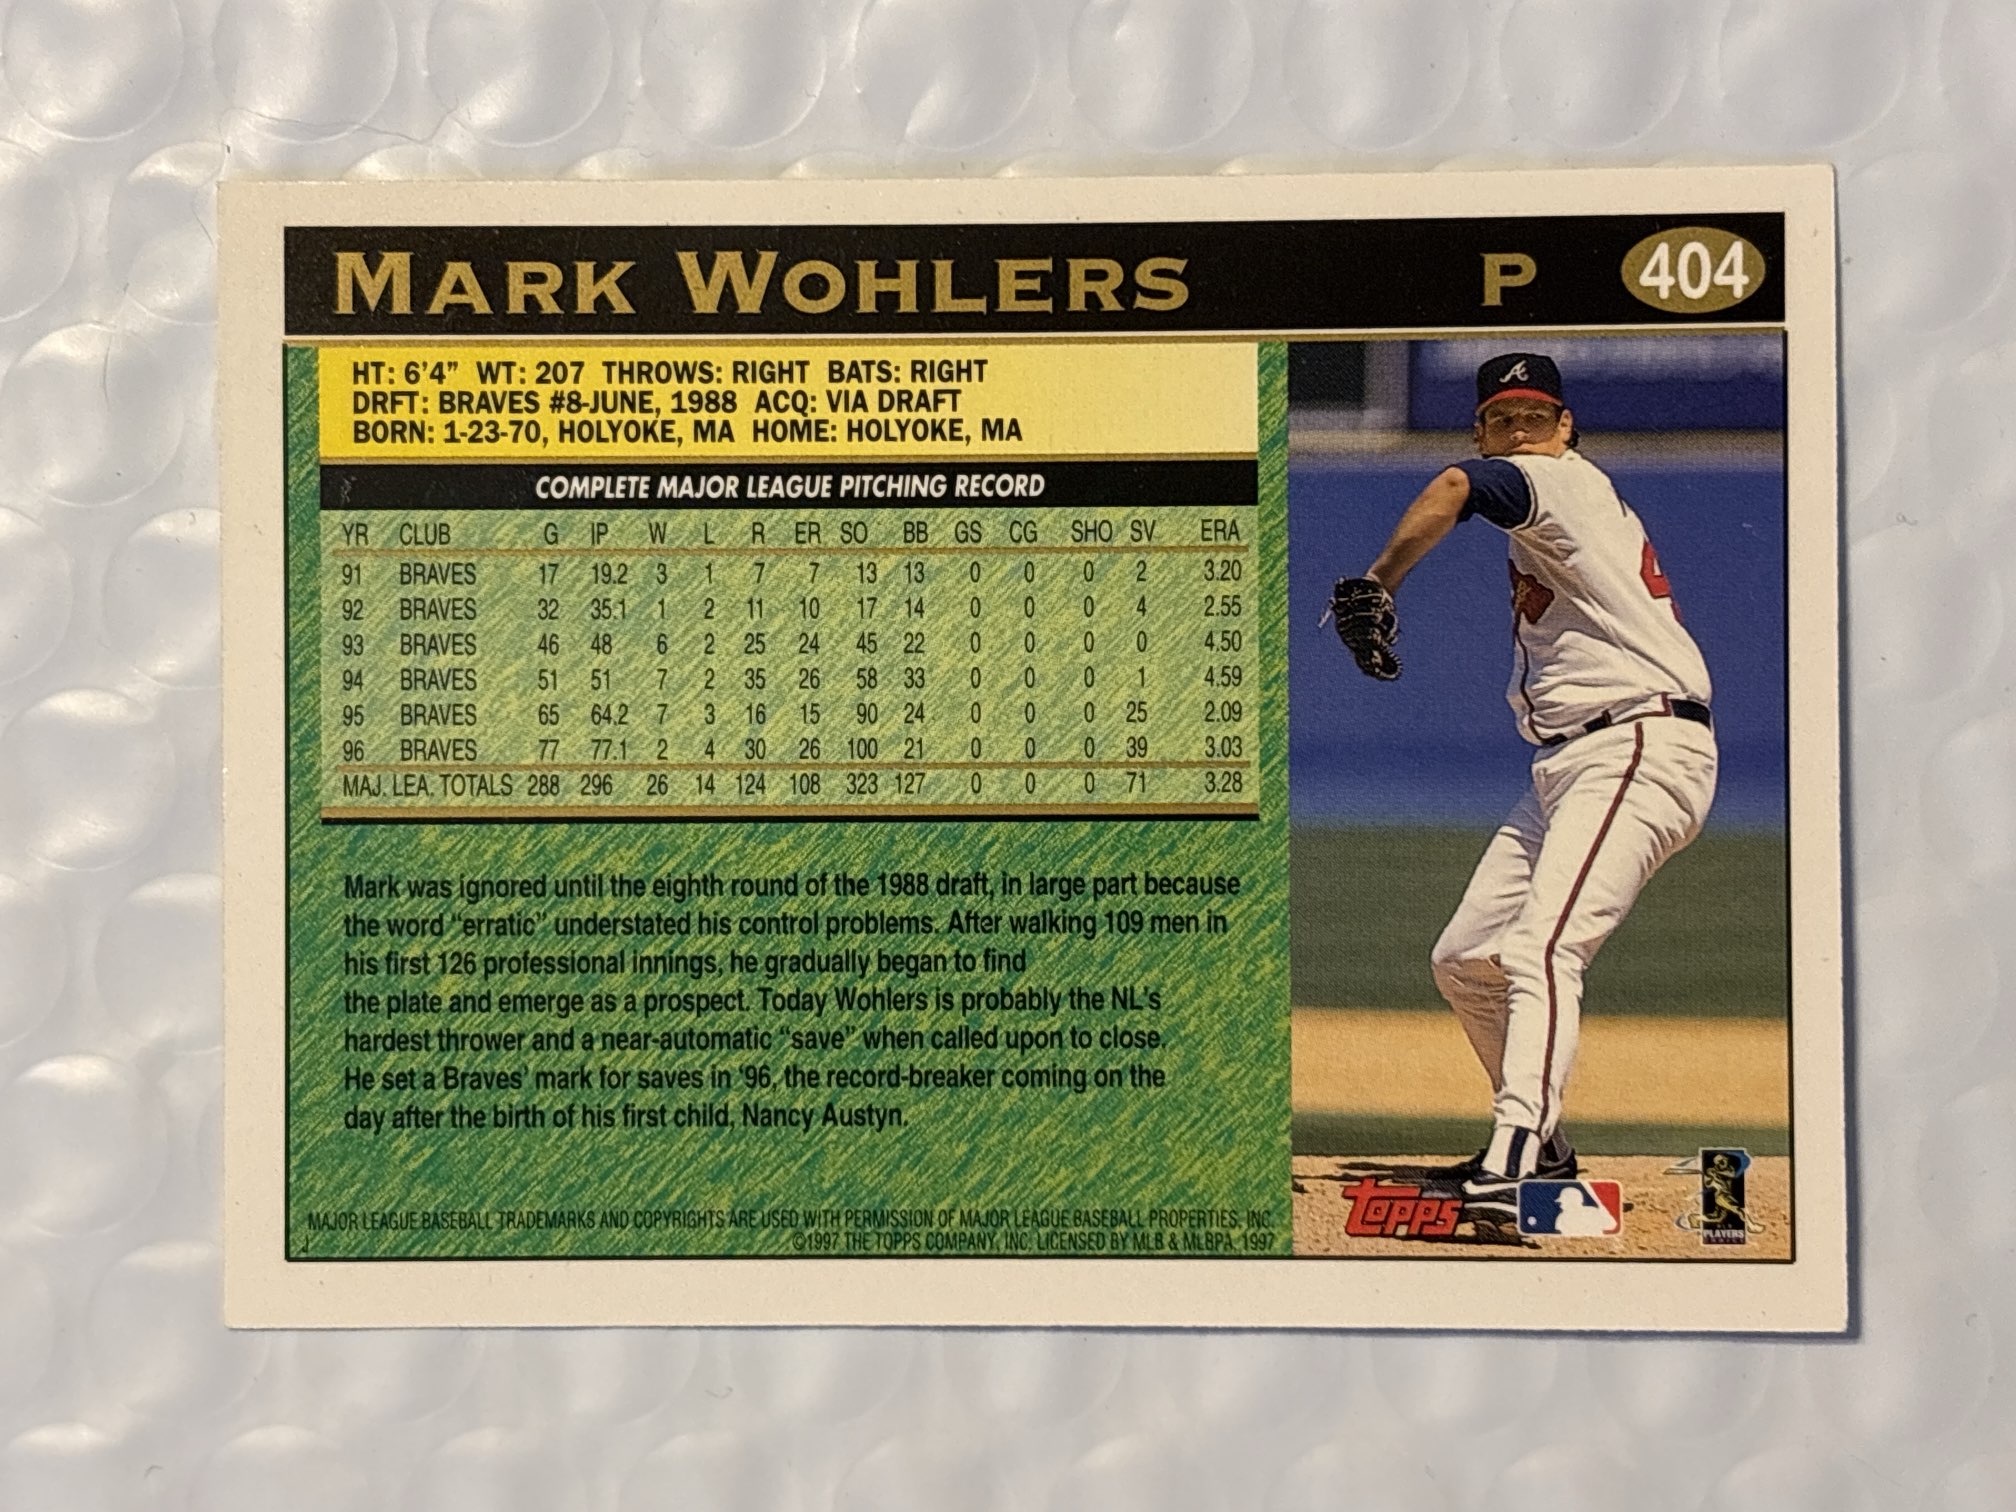 MARK WOHLERS P 404
HT: 6'4" WT: 207 THROWS: RIGHT BATS: RIGHT
DRFT: BRAVES #8-JUNE, 1988 ACQ: VIA DRAFT
BORN: 1-23-70, HOLYOKE, MA HOME: HOLYOKE, MA
COMPLETE MAJOR LEAGUE PITCHING RECORD
YR CLUB G IP W L R ER SO BB GS CG SHO SV ERA
91 BRAVES 17 19.2 3 1 7 7 13 13 0 0 0 2 3.20
92 BRAVES 32 35.1 1 2 11 10 17 14 0 0 0 4 2.55
93 BRAVES 46 48 6 2 25 24 45 22 0 0 0 0 4.50
94 BRAVES 51 51 7 2 35 26 58 33 0 0 0 1 4.59
95 BRAVES 65 64.2 7 3 16 15 90 24 0 0 0 25 2.09
96 BRAVES 77 77.1 2 4 30 26 100 21 0 0 0 39 3.03
MAJ. LEA. TOTALS 288 296 26 14 124 108 323 127 0 0 0 71 3.28
Mark was ignored until the eighth round of the 1988 draft, in large part because
the word "erratic" understated his control problems. After walking 109 men in
his first 126 professional innings, he gradually began to find
the plate and emerge as a prospect. Today Wohlers is probably the NL's
hardest thrower and a near-automatic "save" when called upon to close.
He set a Braves' mark for saves in '96, the record-breaker coming on the
day after the birth of his first child, Nancy Austyn.
MAJOR LEAGUE BASEBALL TRADEMARKS AND COPYRIGHTS ARE USED WITH PERMISSION OF MAJOR LEAGUE BASEBALL PROPERTIES, INC.
©1997 THE TOPPS COMPANY, INC. LICENSED BY MLB & MLBPA, 1997
J
A
4
topps
PLAYERS
CHOICE